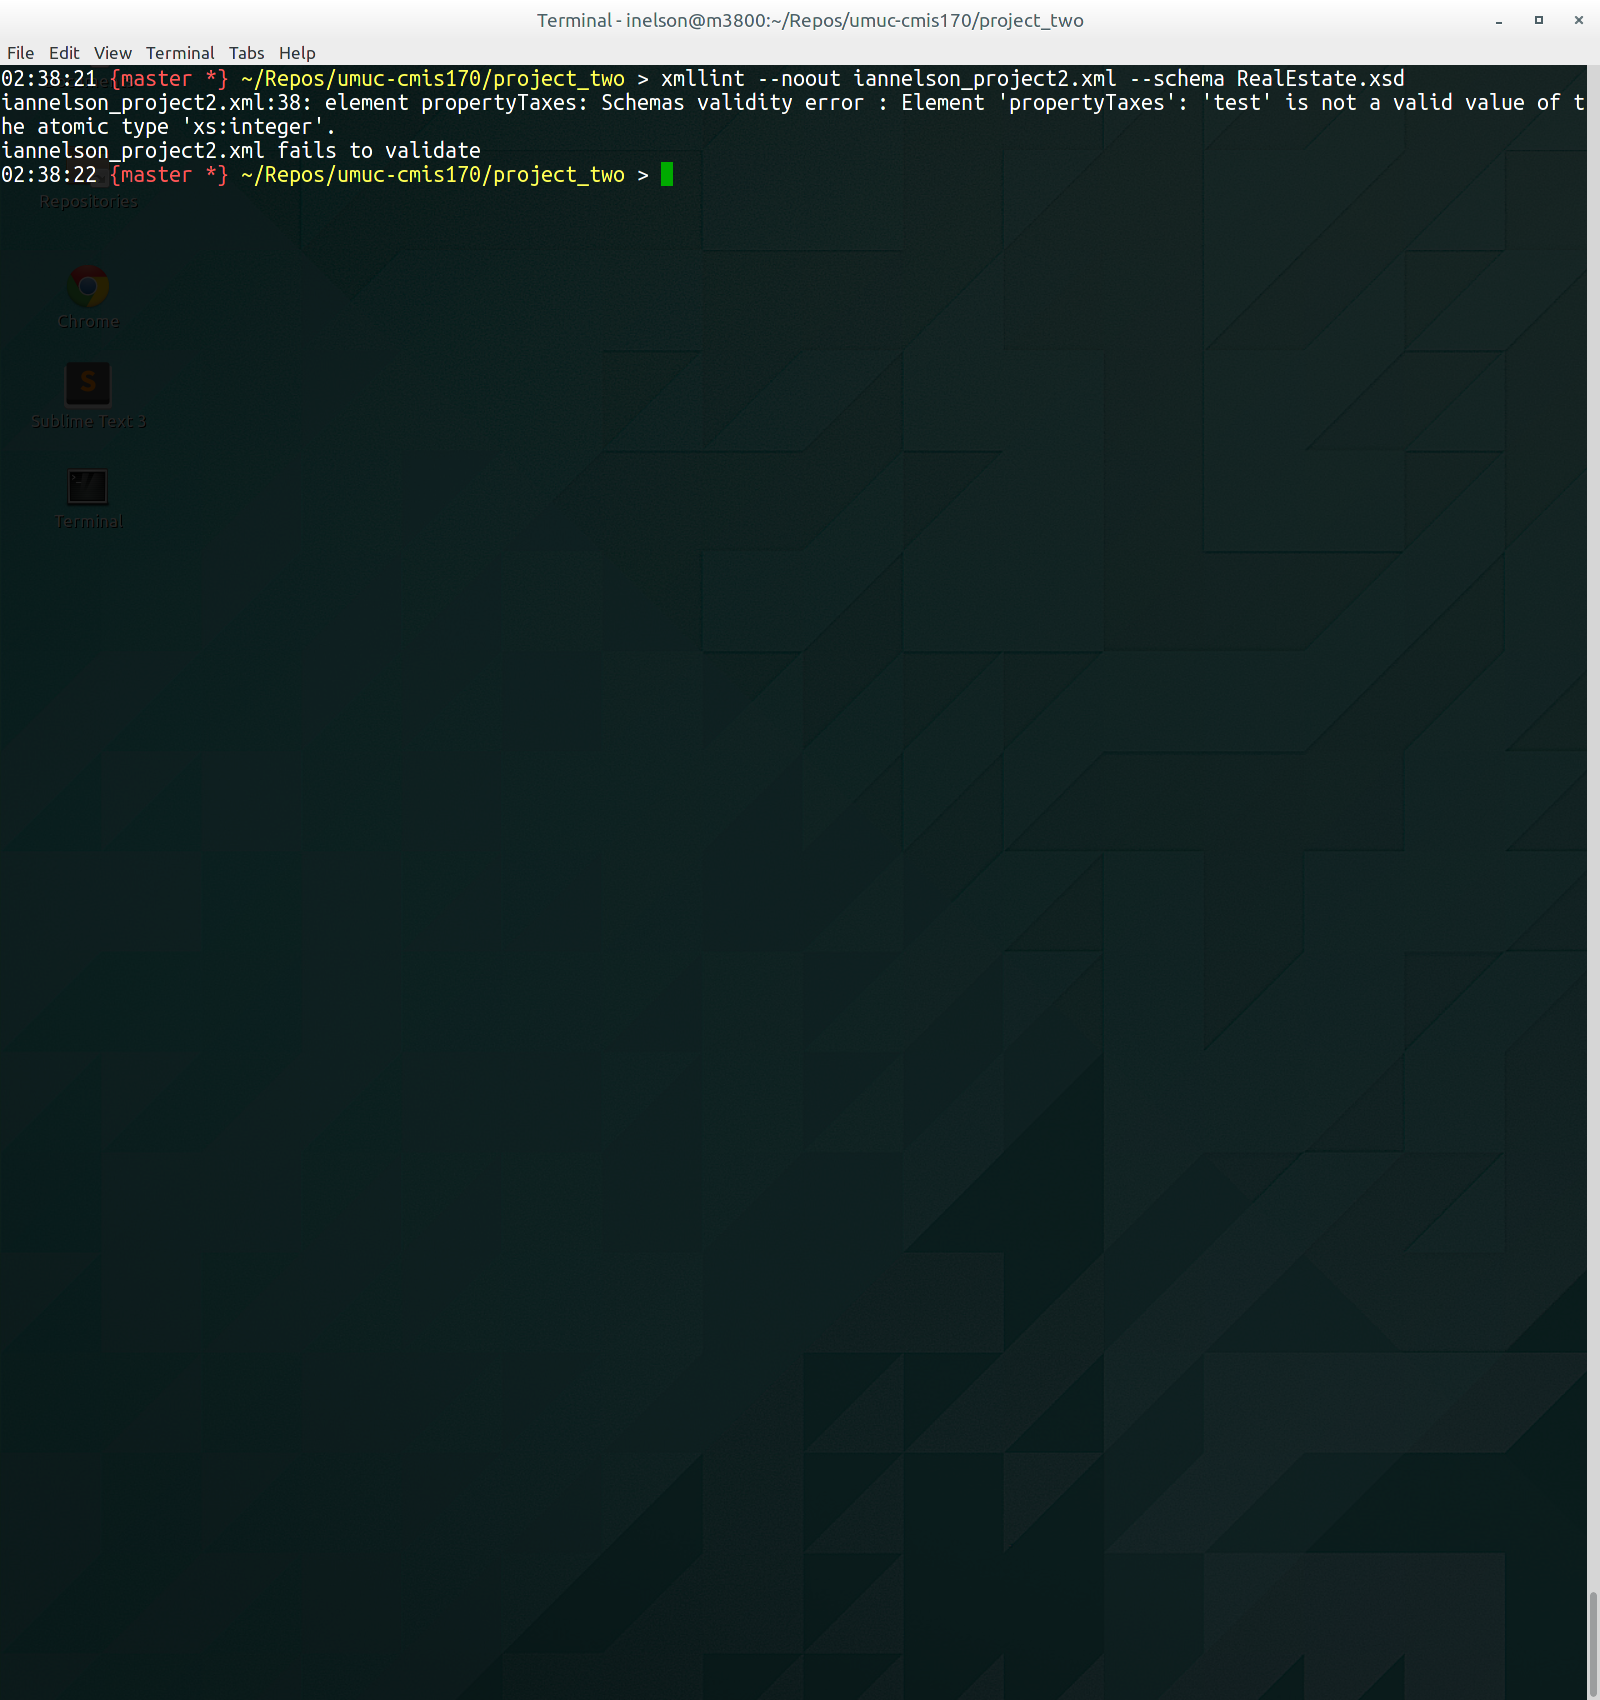 Terminal - inelson@m3800:~/Repos/umuc-cmis170/project_two
File Edit View Terminal Tabs Help
02:38:21 {master *} ~/Repos/umuc-cmis170/project_two > xmllint --noout iannelson_project2.xml --schema RealEstate.xsd
iannelson_project2.xml:38: element propertyTaxes: Schemas validity error : Element 'propertyTaxes': 'test' is not a valid value of t
he atomic type 'xs:integer'.
iannelson_project2.xml fails to validate
02:38:22 {master *} ~/Repos/umuc-cmis170/project_two >
Repositories
Chrome
S
Sublime Text 3
Terminal